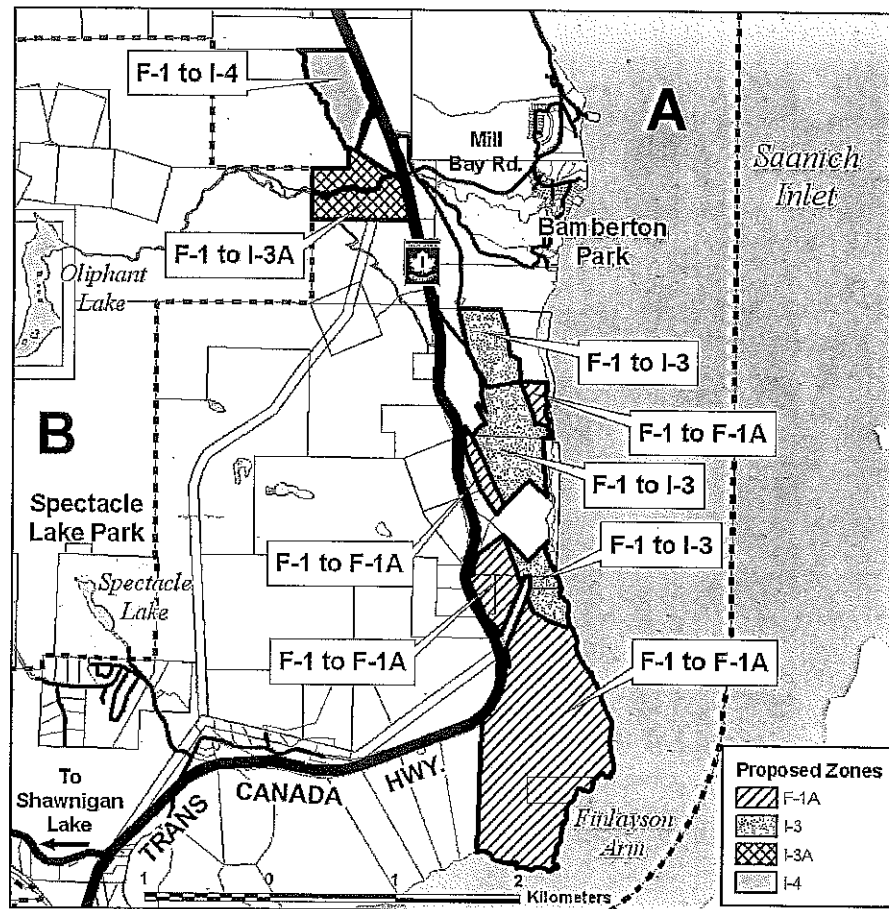 F-1 to I-4
A
Mill
Bay Rd.
Saanich
Inlet
Bamberton
Park
F-1 to I-3A
1
Oliphant
Lake
F-1 to I-3
F-1 to F-1A
B
F-1 to I-3
Spectacle
Lake Park
F-1 to F-1A
F-1 to I-3
Spectacle
Lake
F-1 to F-1A
F-1 to F-1A
To
Shawnigan
Lake
TRANS CANADA HWY.
Finlayson
Arm
Proposed Zones
F-1A
I-3
I-3A
I-4
1 0 1 2
Kilometers